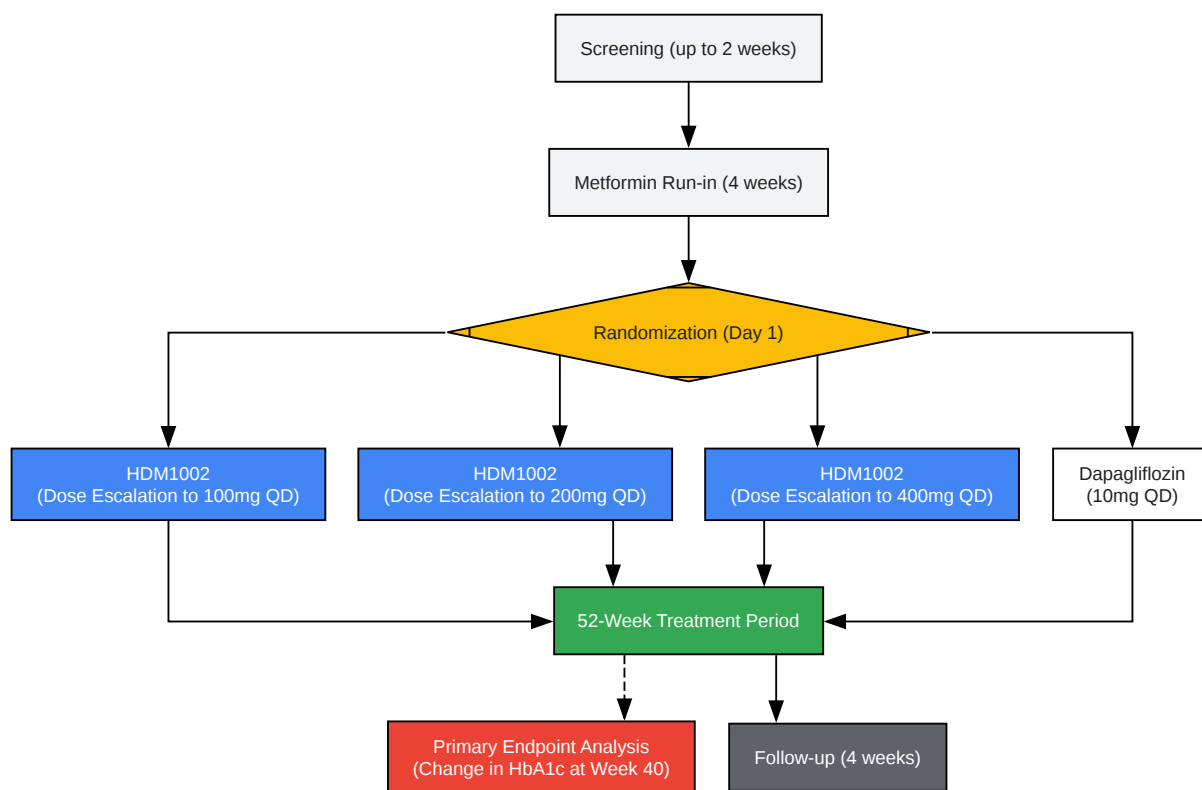 Screening (up to 2 weeks)
Metformin Run-in (4 weeks)
Randomization (Day 1)
HDM1002
(Dose Escalation to 100mg QD)
HDM1002
(Dose Escalation to 200mg QD)
HDM1002
(Dose Escalation to 400mg QD)
Dapagliflozin
(10mg QD)
52-Week Treatment Period
Primary Endpoint Analysis
(Change in HbA1c at Week 40)
Follow-up (4 weeks)